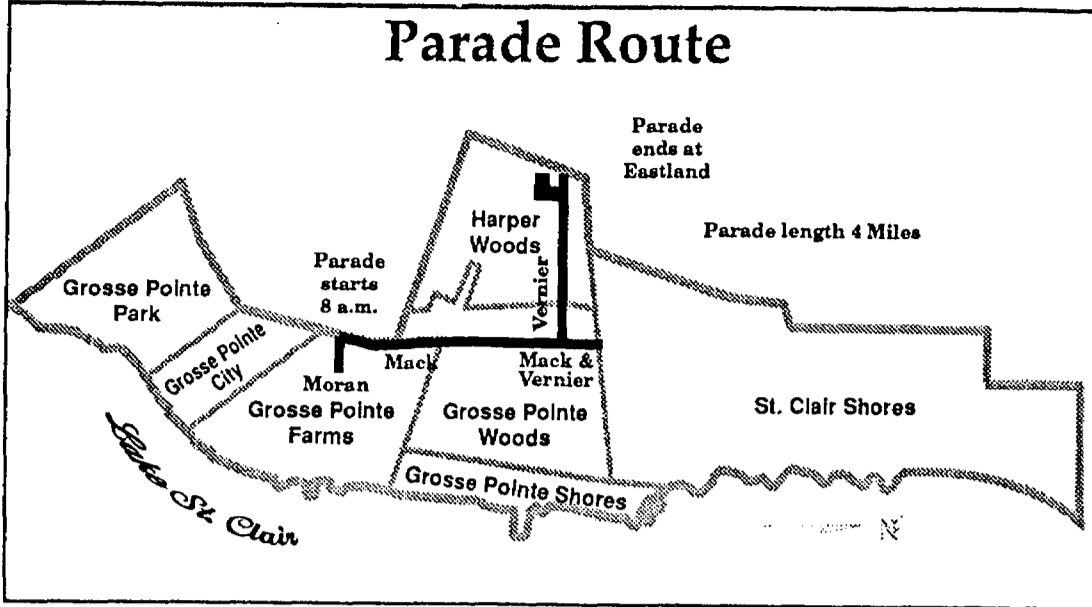 Parade Route
Parade
ends at
Eastland
Parade length 4 Miles
Harper
Woods
Vernier
Parade
starts
8 a.m.
Grosse Pointe
Park
Grosse Pointe
City
Moran
Mack
Mack &
Vernier
Grosse Pointe
Farms
Grosse Pointe
Woods
St. Clair Shores
Grosse Pointe Shores
Lake St. Clair
N